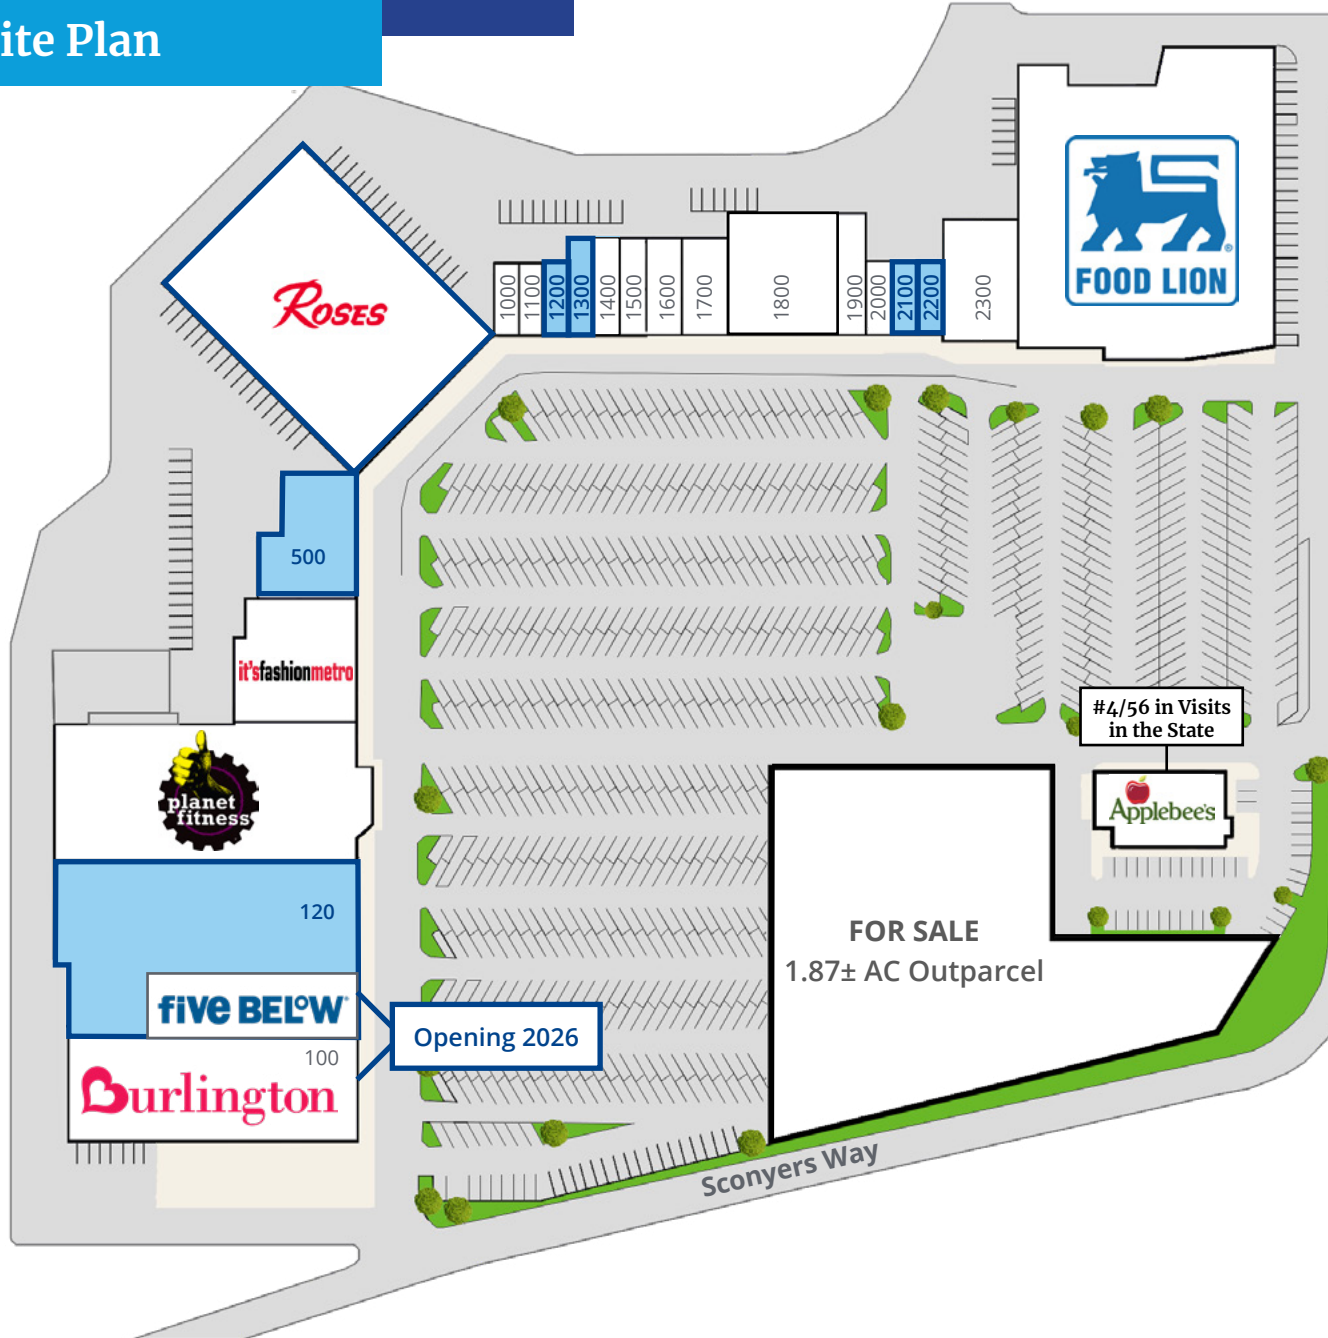 ite Plan
FOOD LION
ROSES
1000
1100
1200
1300
1400
1500
1600
1700
1800
1900
2000
2100
2200
2300
500
it'sfashionmetro
#4/56 in Visits
in the State
planet
fitness
Applebee's
120
FOR SALE
1.87± AC Outparcel
five BEL°W
Opening 2026
100
Burlington
Sconyers Way